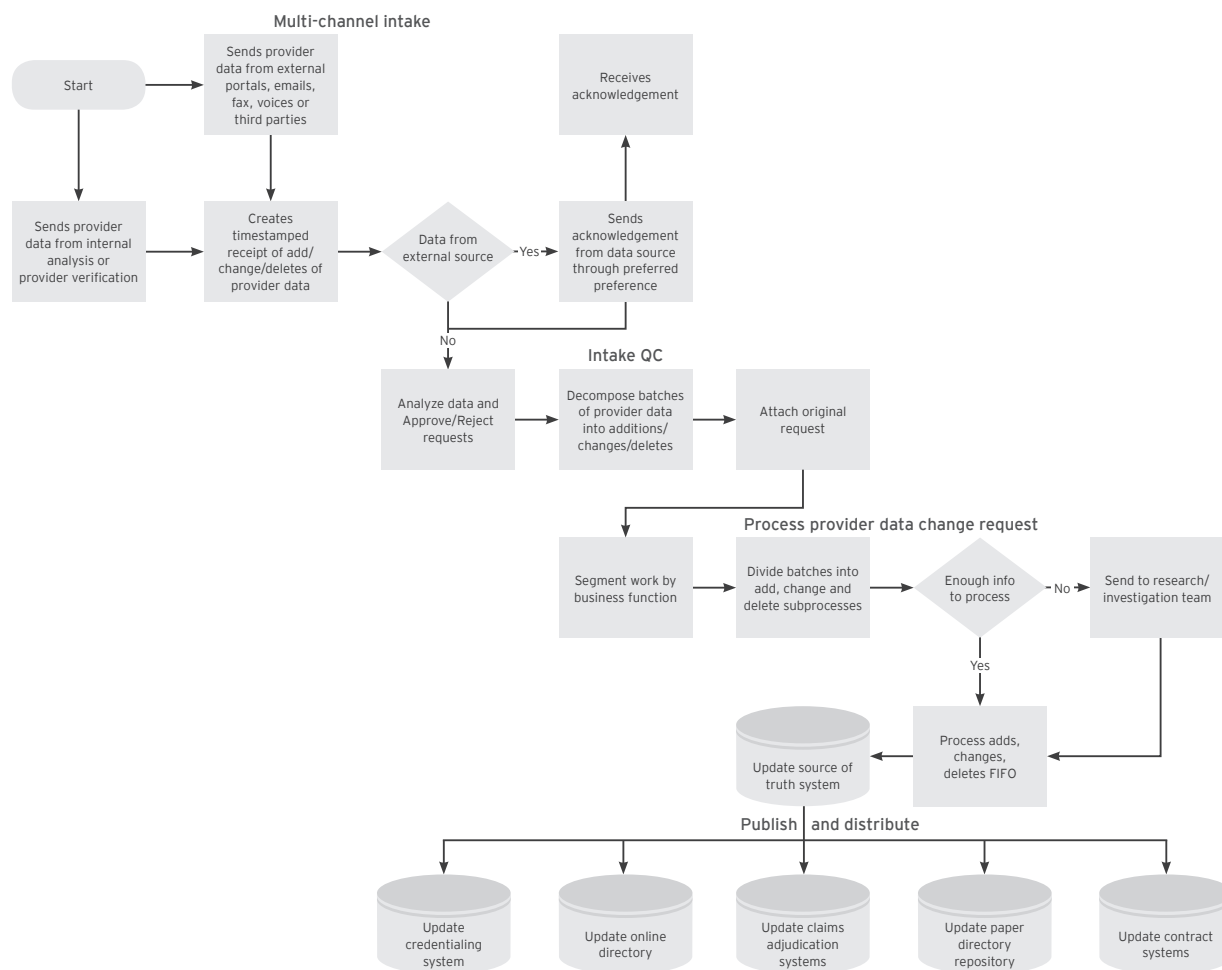 Multi-channel intake
Start
Sends provider
data from external
portals, emails,
fax, voices or
third parties
Receives
acknowledgement
Sends provider
data from internal
analysis or
provider verification
Creates
timestamped
receipt of add/
change/deletes of
provider data
Data from
external source
Yes
Sends
acknowledgement
from data source
through preferred
preference
No
Intake QC
Analyze data and
Approve/Reject
requests
Decompose batches
of provider data
into additions/
changes/deletes
Attach original
request
Process provider data change request
Segment work by
business function
Divide batches into
add, change and
delete subprocesses
Enough info
to process
No
Send to research/
investigation team
Yes
Process adds,
changes,
deletes FIFO
Update source of
truth system
Publish and distribute
Update
credentialing
system
Update online
directory
Update claims
adjudication
systems
Update paper
directory
repository
Update contract
systems